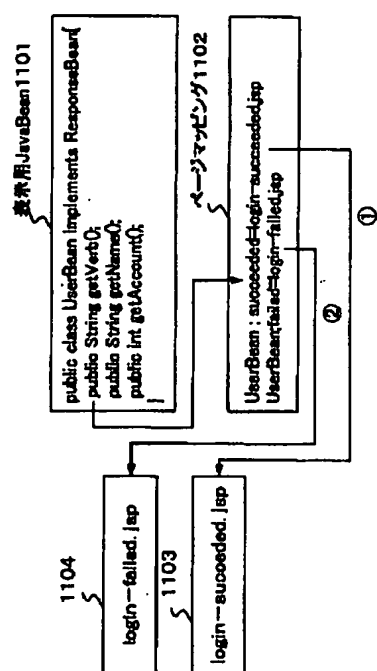 表示用JavaBean1101
public class UserBean implements ResponseBean{
public String getVerb();
public String getName();
public int getAccount();
}
ページマッピング1102
UserBean;succeeded=login-succeeded.jsp
UserBean;failed=login-failed.jsp
①
②
1104
login-failed.jsp
1103
login-succeeded.jsp